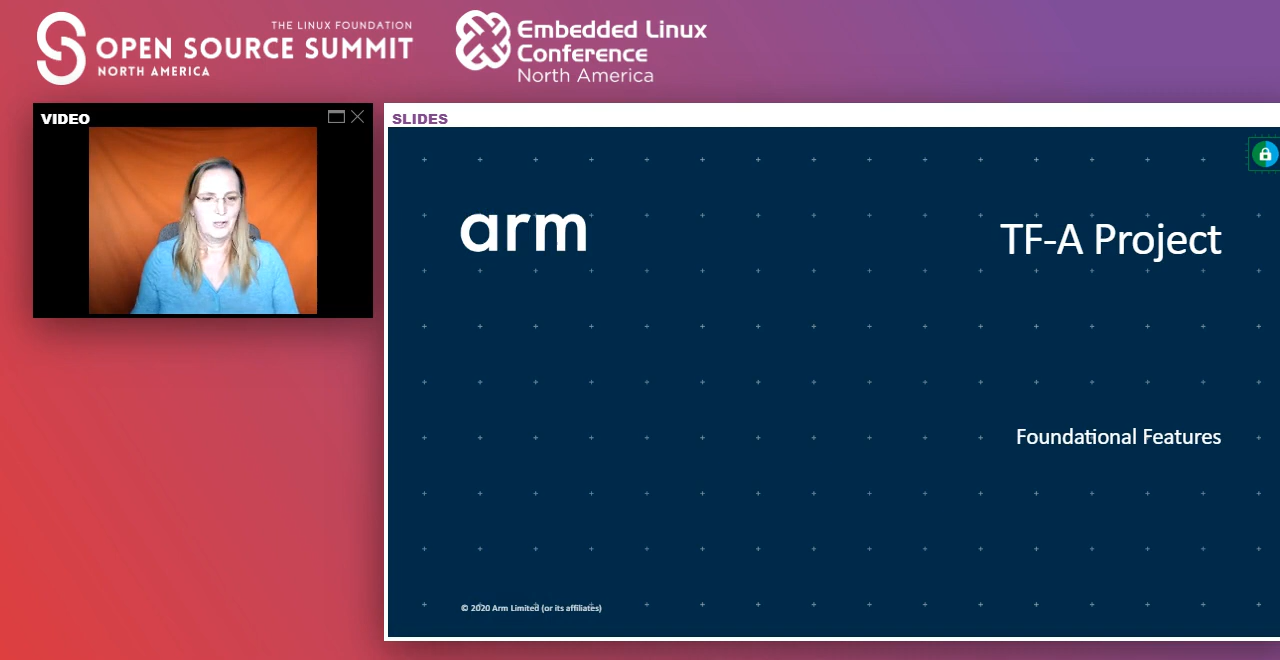 THE LINUX FOUNDATION
OPEN SOURCE SUMMIT
NORTH AMERICA
Embedded Linux
Conference
North America
VIDEO
SLIDES
arm
TF-A Project
Foundational Features
© 2020 Arm Limited (or its affiliates)